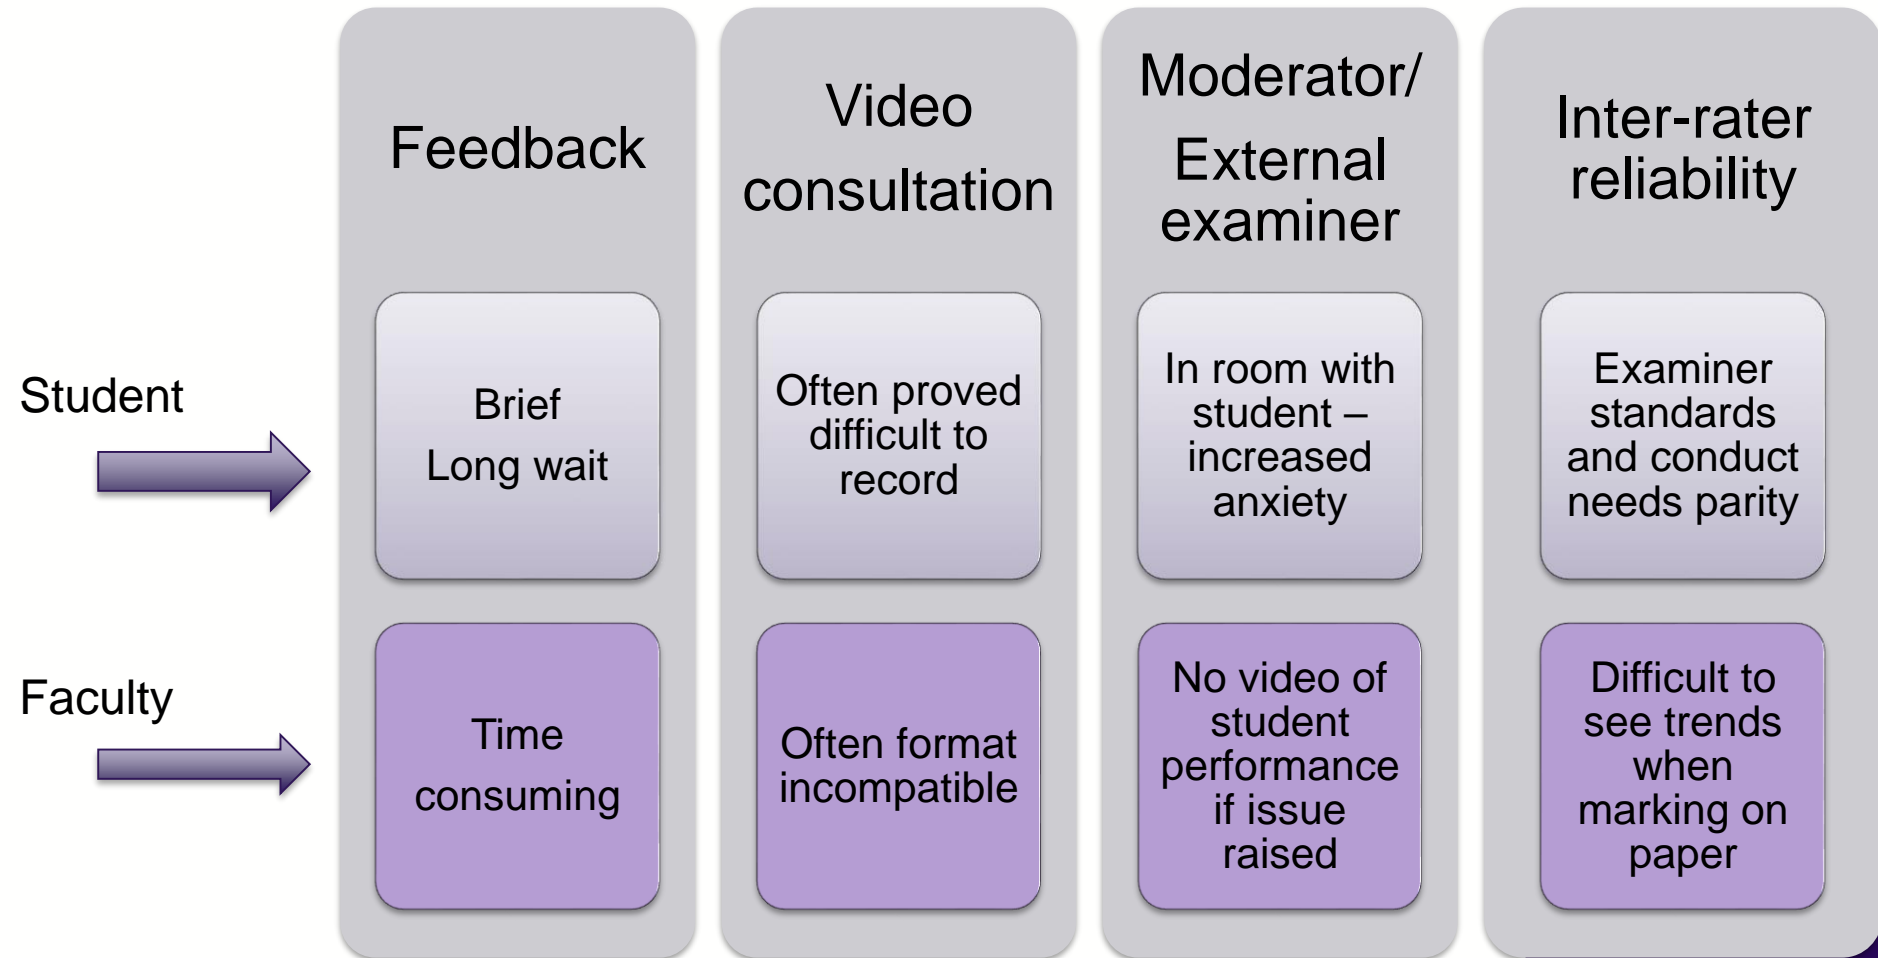 Feedback
Video
consultation
Moderator/
External
examiner
Inter-rater
reliability
Student
Brief
Long wait
Often proved
difficult to
record
In room with
student –
increased
anxiety
Examiner
standards
and conduct
needs parity
Faculty
Time
consuming
Often format
incompatible
No video of
student
performance
if issue
raised
Difficult to
see trends
when
marking on
paper